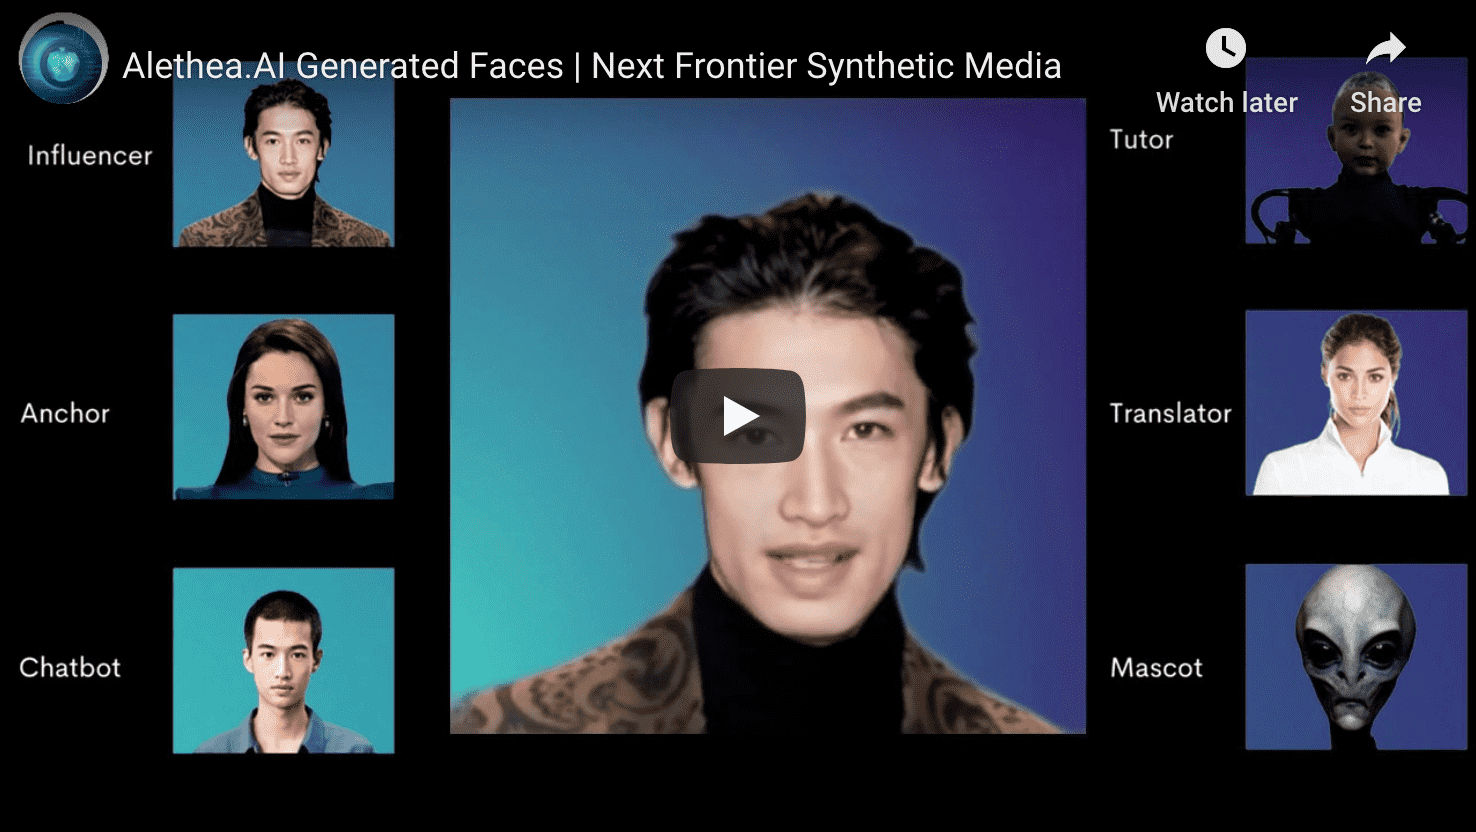 Alethea.AI Generated Faces | Next Frontier Synthetic Media
Watch later
Share
Influencer
Anchor
Chatbot
Tutor
Translator
Mascot